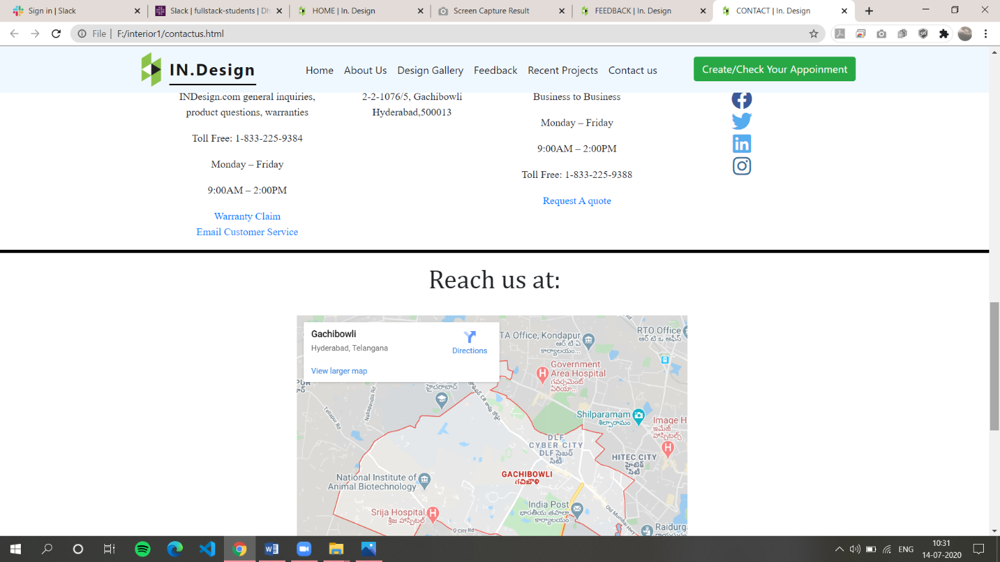 Sign in | Slack
Slack | fullstack-students | Dh
HOME | In. Design
Screen Capture Result
FEEDBACK | In. Design
CONTACT | In. Design
File | F:/interior1/contactus.html
IN.Design
Home
About Us
Design Gallery
Feedback
Recent Projects
Contact us
Create/Check Your Appoinment
INDesign.com general inquiries,
product questions, warranties
Toll Free: 1-833-225-9384
Monday – Friday
9:00AM – 2:00PM
Warranty Claim
Email Customer Service
2-2-1076/5, Gachibowli
Hyderabad,500013
Business to Business
Monday – Friday
9:00AM – 2:00PM
Toll Free: 1-833-225-9388
Request A quote
Reach us at:
Gachibowli
Hyderabad, Telangana
Directions
View larger map
TA Office, Kondapur
ఆర్ టి ఏ
కార్యాలయం...
RTO Office
ఆర్ టి ఓ ఆఫీస్
Government
Area Hospital
గవర్నమెంట్
ఏరియా...
హైదరాబాద్
Nallagandla Rd
Tellapur Rd
Shilparamam
శిల్పారామం
Image H
ఇమేజ్
హాస్పిటల్స్
DLF
CYBER CITY
DLF సైబర్
సిటీ
HITEC CITY
హైటెక్
సిటీ
GACHIBOWLI
గచిబౌలి
National Institute of
Animal Biotechnology
India Post
భారతీయ తపాలా
కార్యాలయం
Srija Hospital
శ్రీజ హాస్పిటల్
Q City Rd
Old Mumbai Hwy
Raidurg
ENG
10:31
14-07-2020